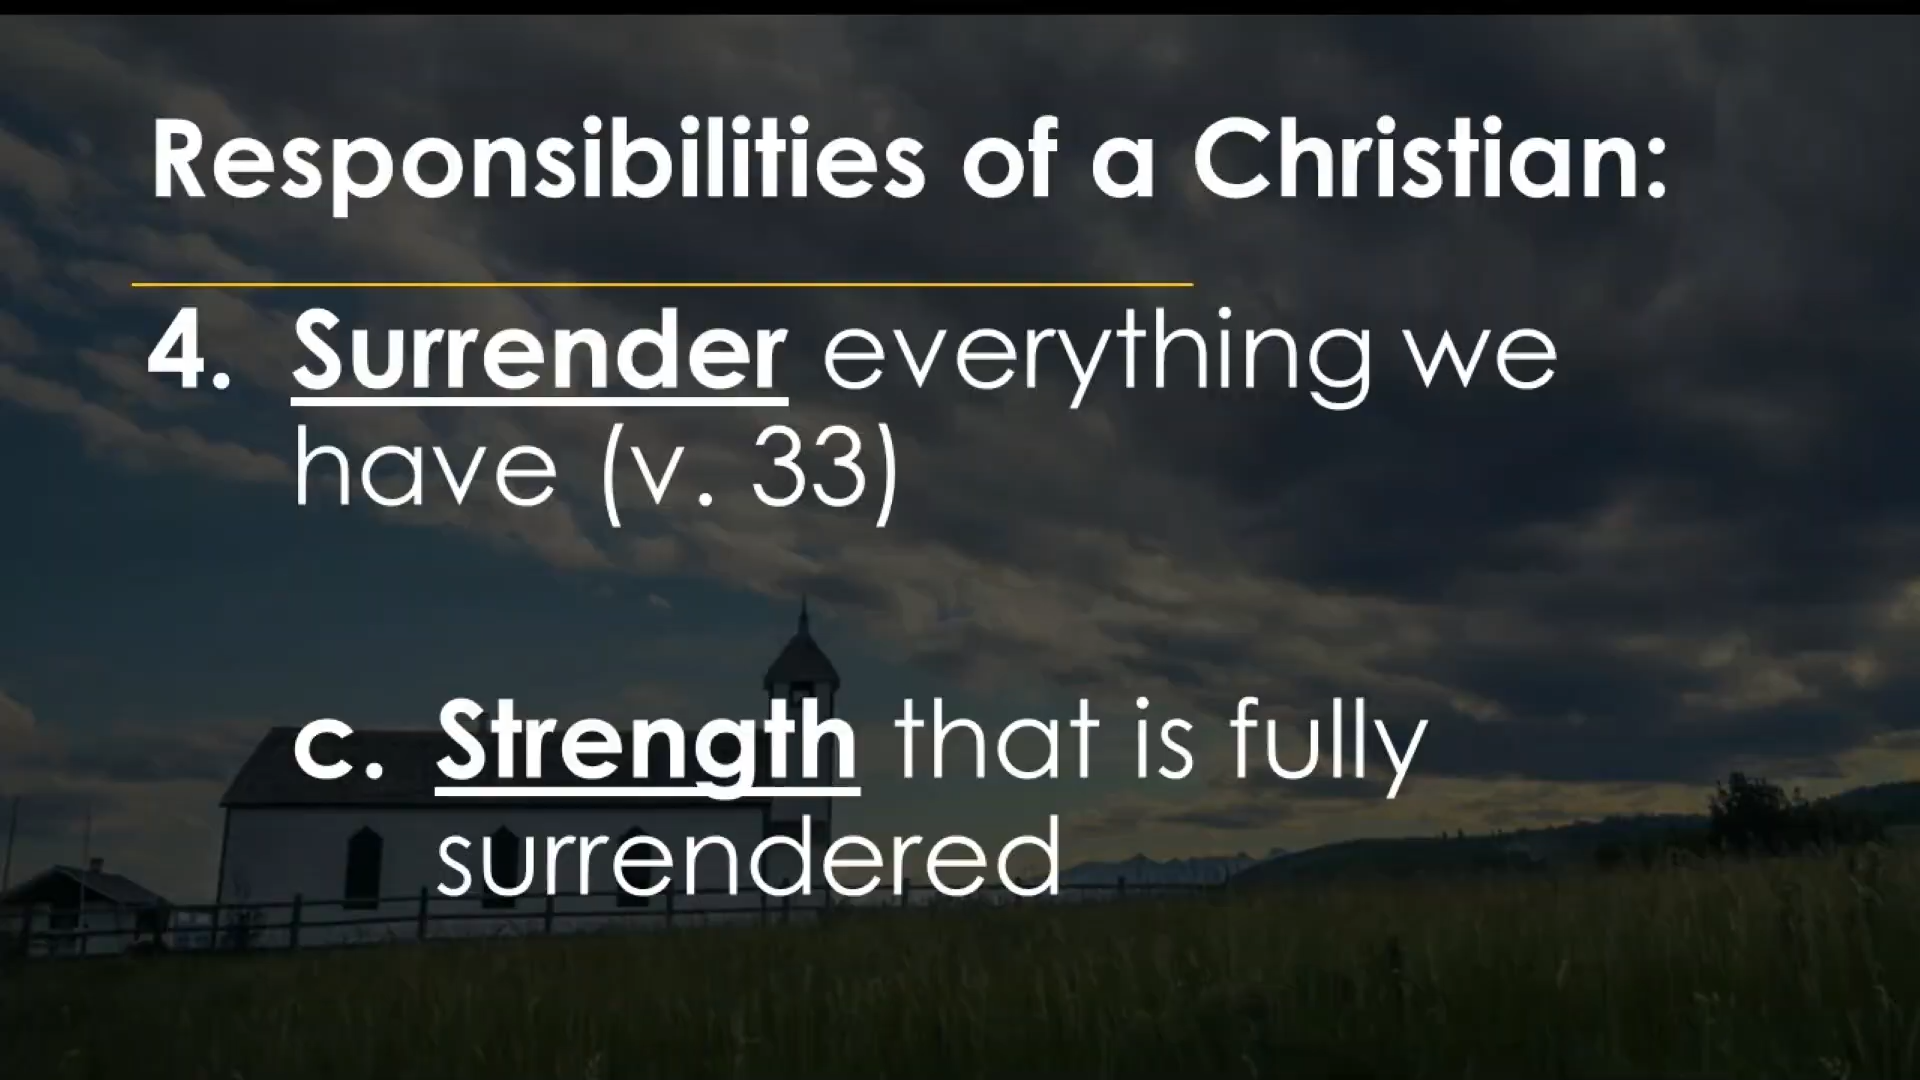 Responsibilities of a Christian:
4. Surrender everything we
have (v. 33)
c. Strength that is fully
surrendered